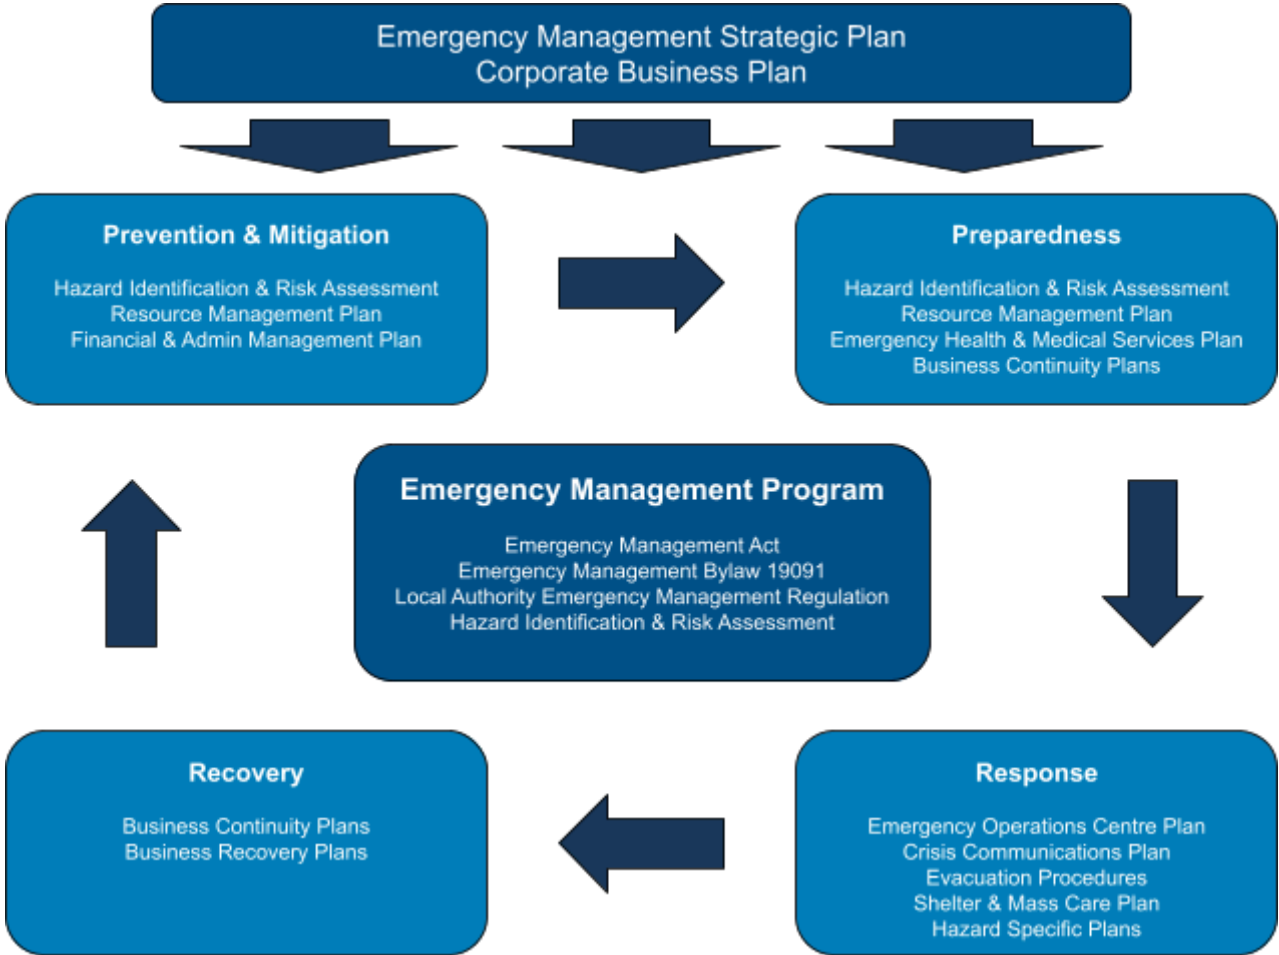 Emergency Management Strategic Plan
Corporate Business Plan
Prevention & Mitigation
Hazard Identification & Risk Assessment
Resource Management Plan
Financial & Admin Management Plan
Preparedness
Hazard Identification & Risk Assessment
Resource Management Plan
Emergency Health & Medical Services Plan
Business Continuity Plans
Emergency Management Program
Emergency Management Act
Emergency Management Bylaw 19091
Local Authority Emergency Management Regulation
Hazard Identification & Risk Assessment
Recovery
Business Continuity Plans
Business Recovery Plans
Response
Emergency Operations Centre Plan
Crisis Communications Plan
Evacuation Procedures
Shelter & Mass Care Plan
Hazard Specific Plans